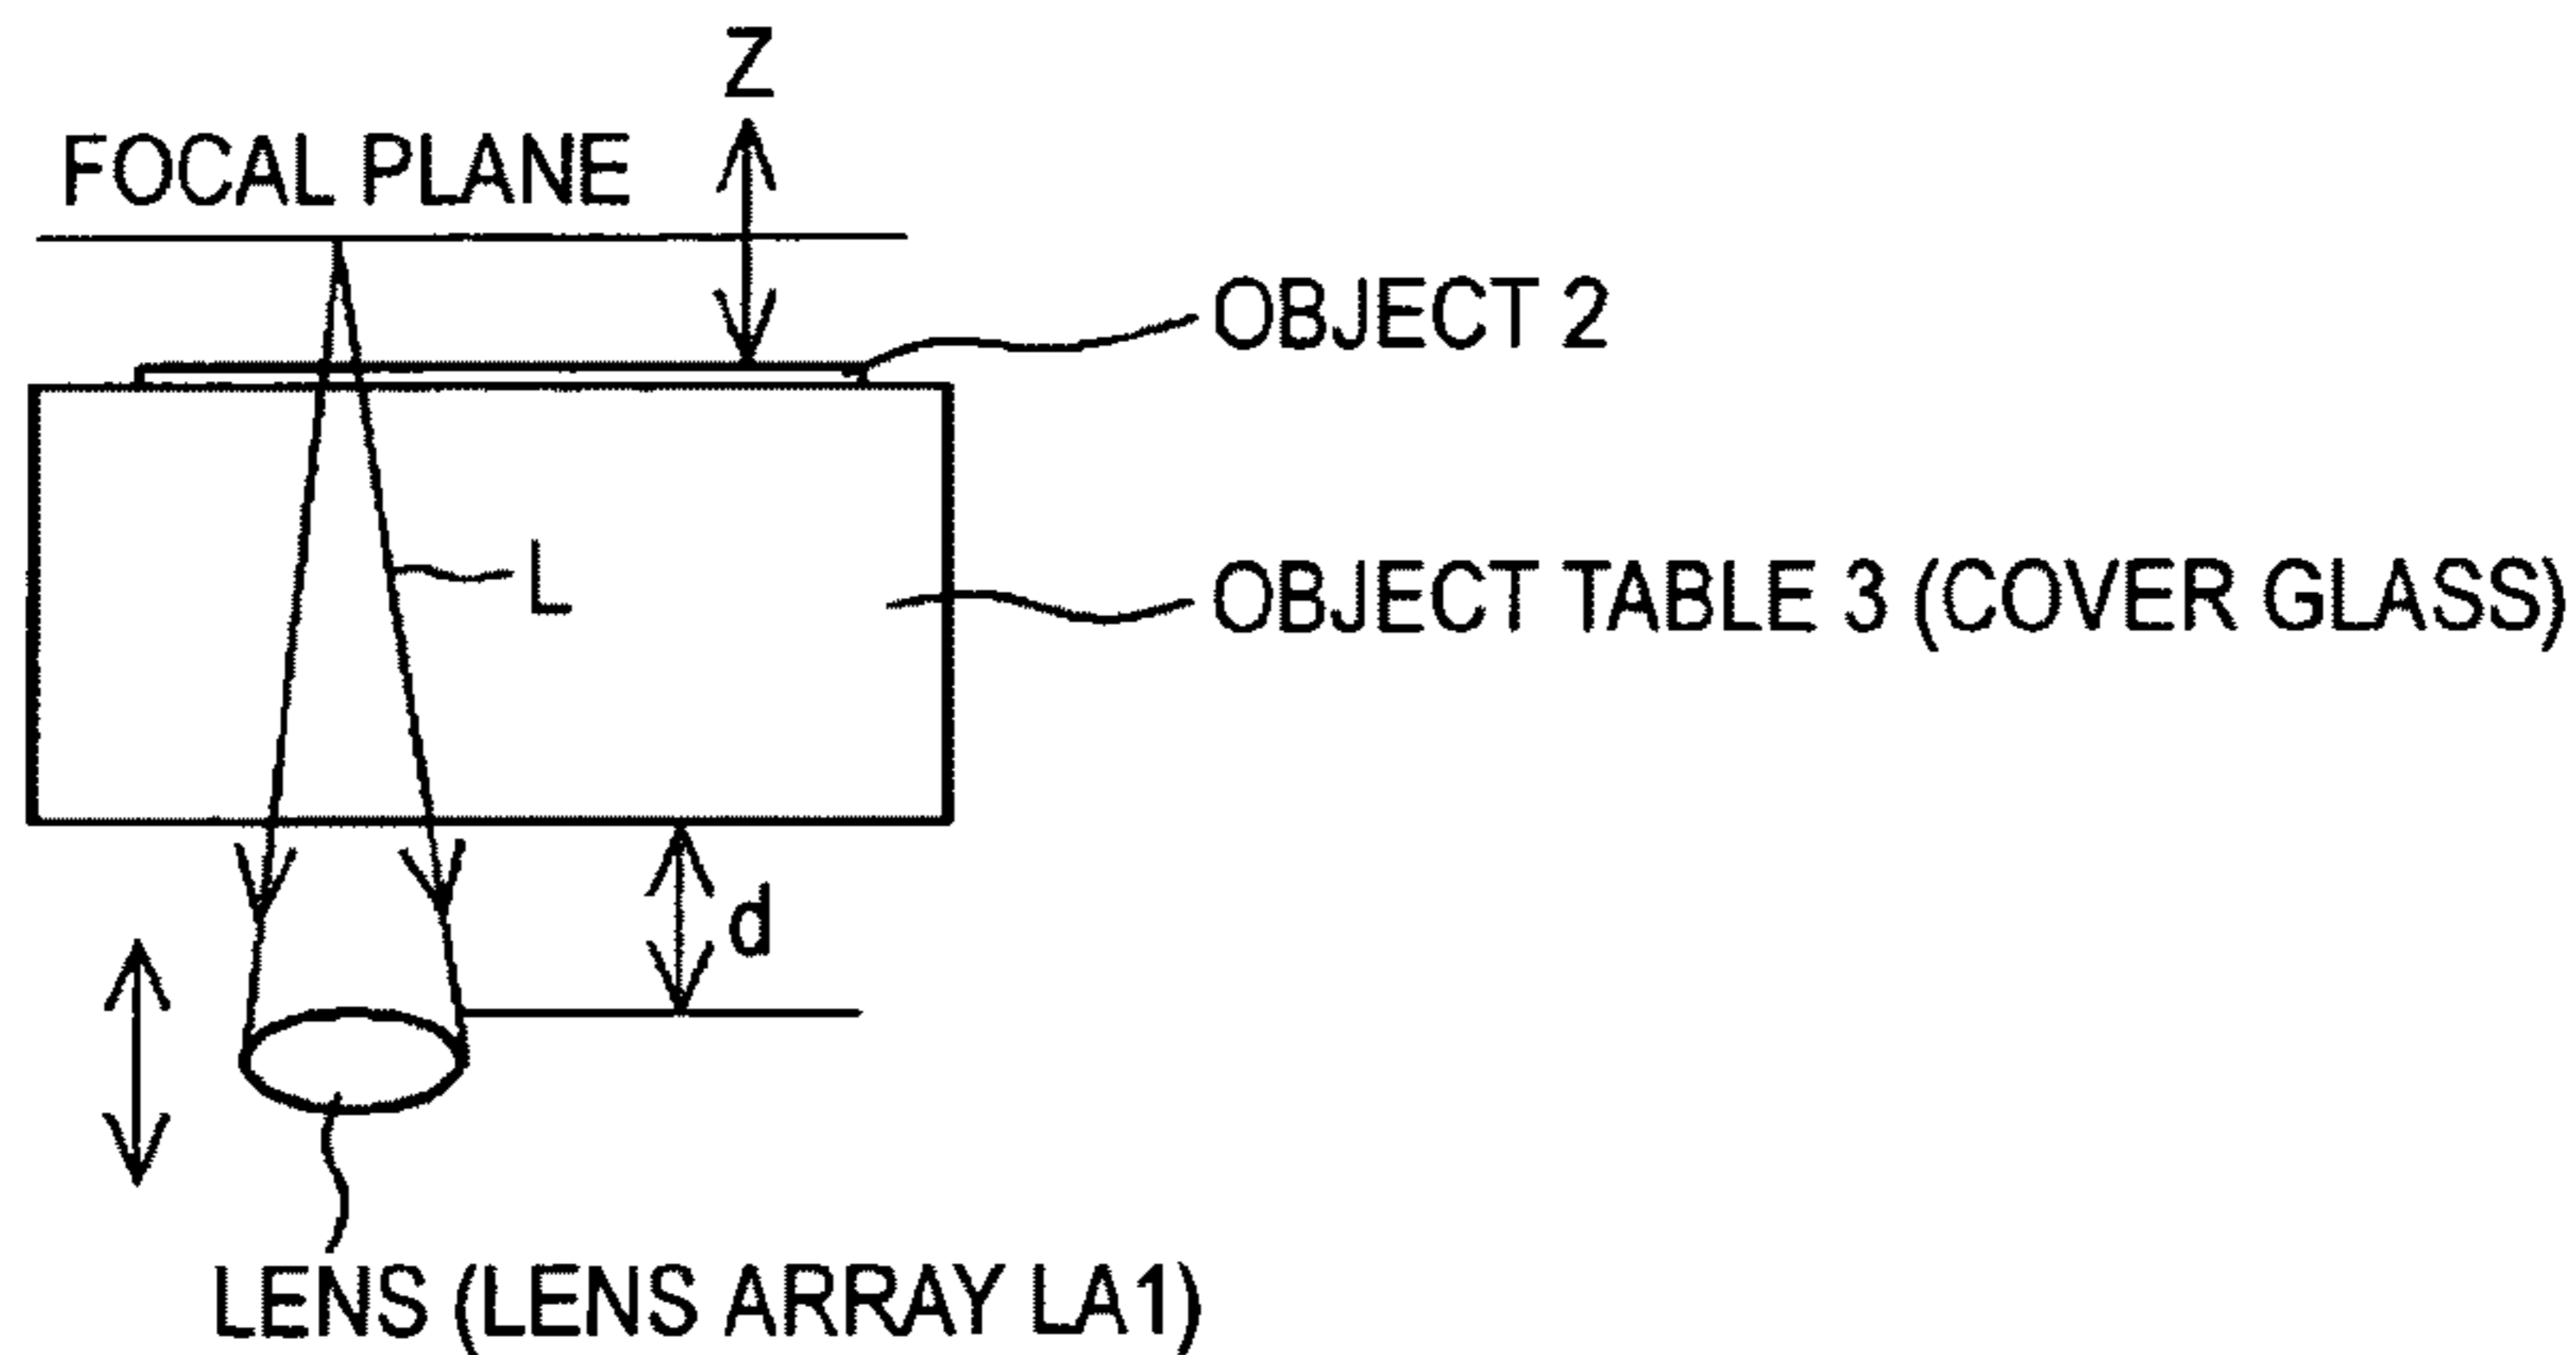 Z
FOCAL PLANE
OBJECT 2
L
OBJECT TABLE 3 (COVER GLASS)
d
LENS (LENS ARRAY LA1)